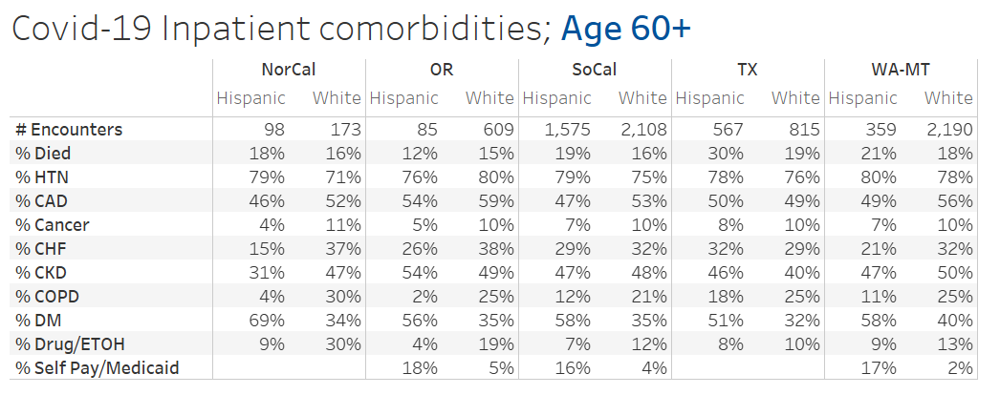 Covid-19 Inpatient comorbidities; Age 60+
NorCal OR SoCal TX WA-MT
Hispanic White Hispanic White Hispanic White Hispanic White Hispanic White
# Encounters 98 173 85 609 1,575 2,108 567 815 359 2,190
% Died 18% 16% 12% 15% 19% 16% 30% 19% 21% 18%
% HTN 79% 71% 76% 80% 79% 75% 78% 76% 80% 78%
% CAD 46% 52% 54% 59% 47% 53% 50% 49% 49% 56%
% Cancer 4% 11% 5% 10% 7% 10% 8% 10% 7% 10%
% CHF 15% 37% 26% 38% 29% 32% 32% 29% 21% 32%
% CKD 31% 47% 54% 49% 47% 48% 46% 40% 47% 50%
% COPD 4% 30% 2% 25% 12% 21% 18% 25% 11% 25%
% DM 69% 34% 56% 35% 58% 35% 51% 32% 58% 40%
% Drug/ETOH 9% 30% 4% 19% 7% 12% 8% 10% 9% 13%
% Self Pay/Medicaid 18% 5% 16% 4% 17% 2%